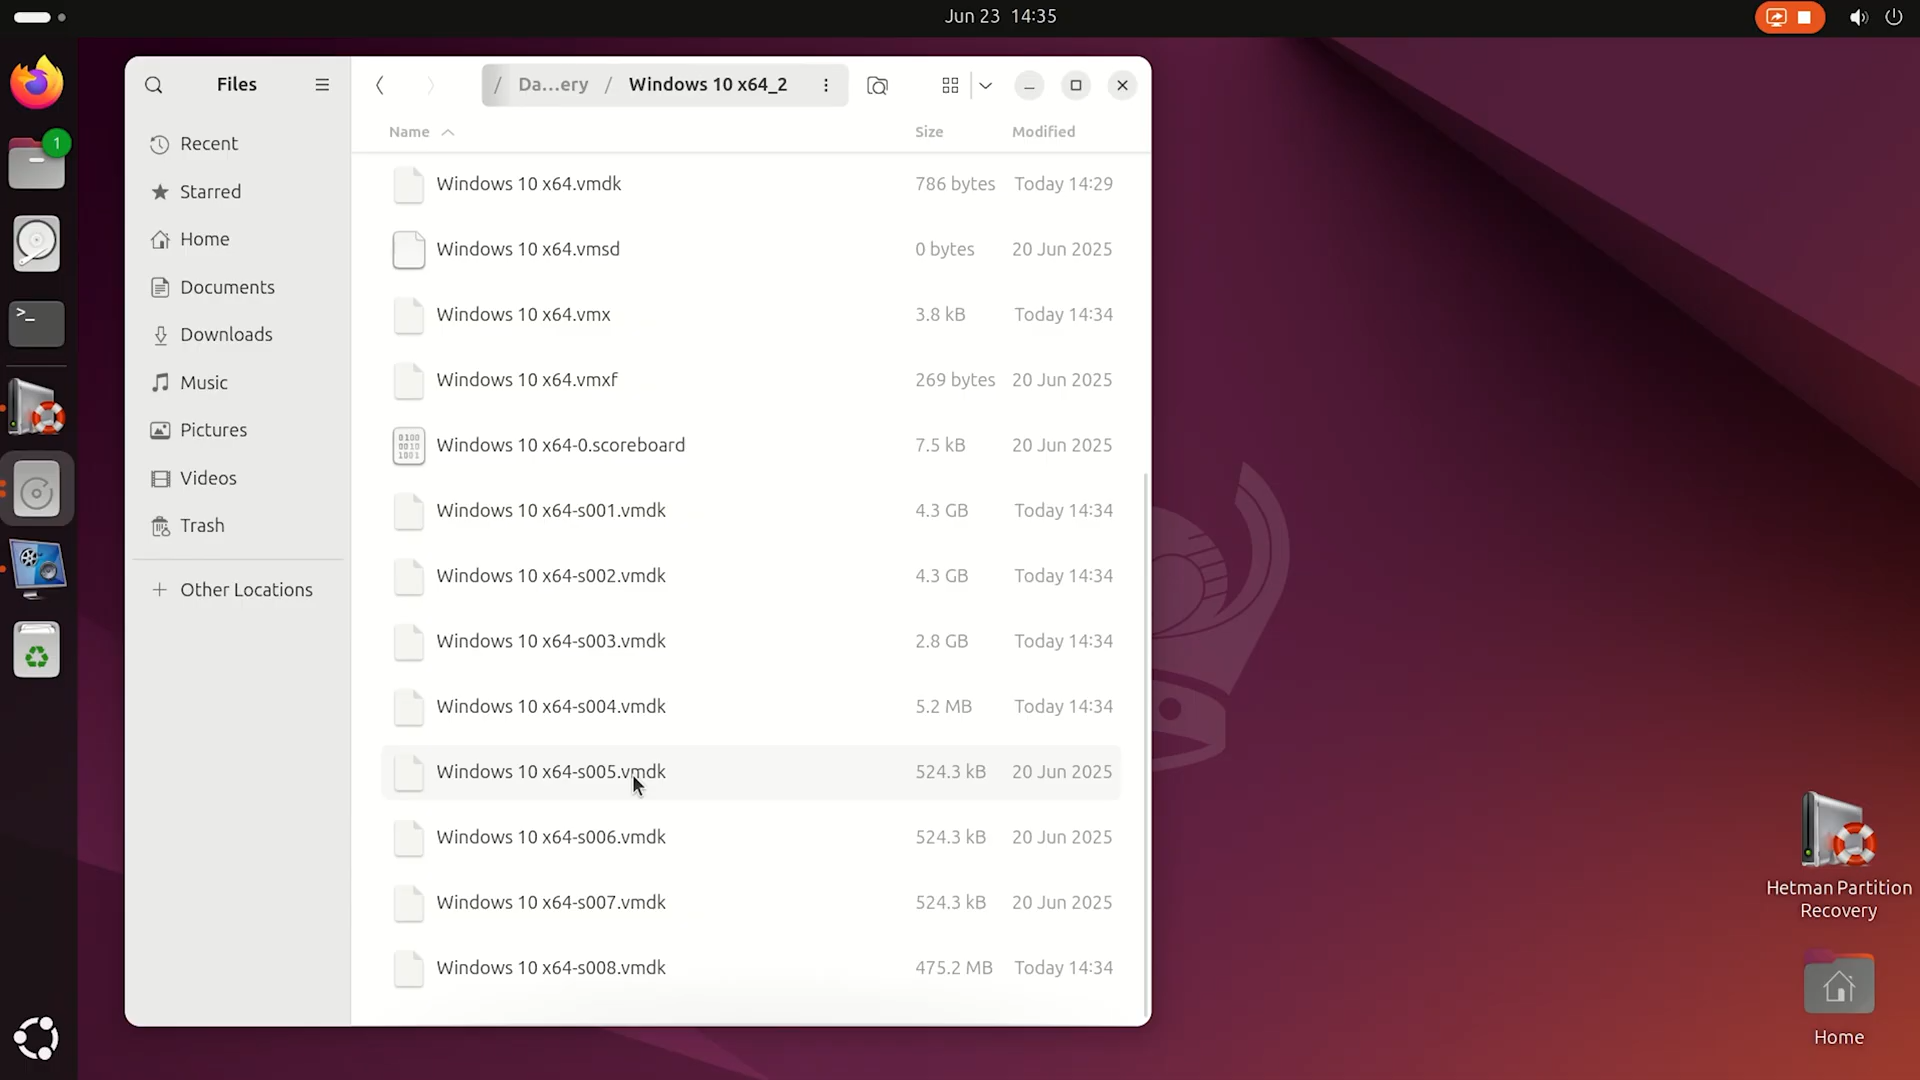 Jun 23 14:35
Files
/ Da...ery / Windows 10 x64_2
Name Size Modified
1
Recent
Starred
Home
Documents
Downloads
Music
Pictures
Videos
Trash
Other Locations
Windows 10 x64.vmdk 786 bytes Today 14:29
Windows 10 x64.vmsd 0 bytes 20 Jun 2025
Windows 10 x64.vmx 3.8 kB Today 14:34
Windows 10 x64.vmxf 269 bytes 20 Jun 2025
Windows 10 x64-0.scoreboard 7.5 kB 20 Jun 2025
Windows 10 x64-s001.vmdk 4.3 GB Today 14:34
Windows 10 x64-s002.vmdk 4.3 GB Today 14:34
Windows 10 x64-s003.vmdk 2.8 GB Today 14:34
Windows 10 x64-s004.vmdk 5.2 MB Today 14:34
Windows 10 x64-s005.vmdk 524.3 kB 20 Jun 2025
Windows 10 x64-s006.vmdk 524.3 kB 20 Jun 2025
Windows 10 x64-s007.vmdk 524.3 kB 20 Jun 2025
Windows 10 x64-s008.vmdk 475.2 MB Today 14:34
Hetman Partition
Recovery
Home